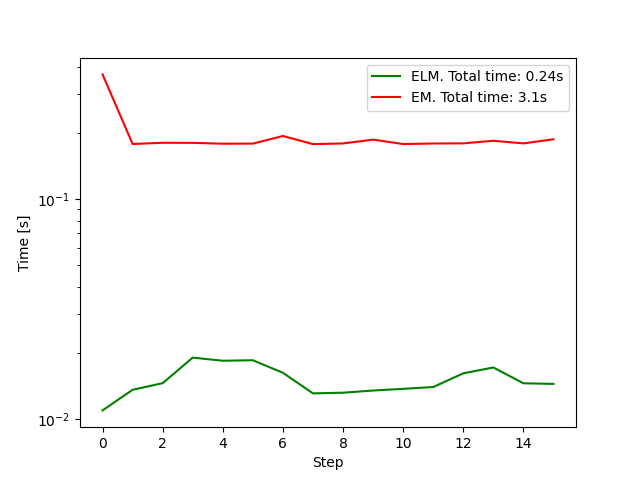 ELM. Total time: 0.24s
EM. Total time: 3.1s
10⁻¹
10⁻²
Time [s]
0 2 4 6 8 10 12 14
Step